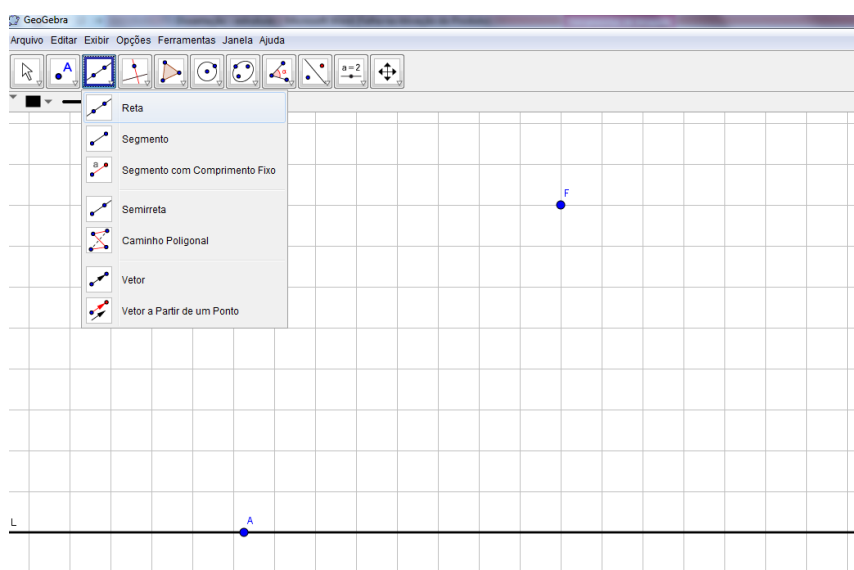 GeoGebra
Arquivo Editar Exibir Opções Ferramentas Janela Ajuda
A
a=2
Reta
Segmento
a
Segmento com Comprimento Fixo
Semirreta
Caminho Poligonal
Vetor
Vetor a Partir de um Ponto
F
L
A